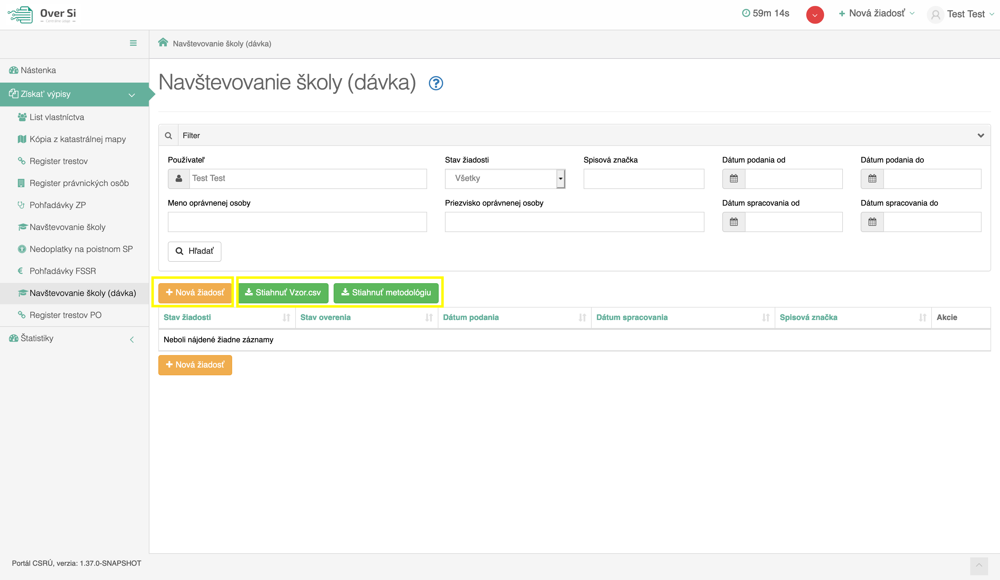 Over Si
Centrálne údaje
59m 14s
Nová žiadosť
Test Test
Navštevovanie školy (dávka)
Nástenka
Získať výpisy
List vlastníctva
Kópia z katastrálnej mapy
Register trestov
Register právnických osôb
Pohľadávky ZP
Navštevovanie školy
Nedoplatky na poistnom SP
Pohľadávky FSSR
Navštevovanie školy (dávka)
Register trestov PO
Štatistiky
Navštevovanie školy (dávka)
Filter
Používateľ
Stav žiadosti
Spisová značka
Dátum podania od
Dátum podania do
Test Test
Všetky
Meno oprávnenej osoby
Priezvisko oprávnenej osoby
Dátum spracovania od
Dátum spracovania do
Hľadať
Nová žiadosť
Stiahnuť Vzor.csv
Stiahnuť metodológiu
Stav žiadosti
Stav overenia
Dátum podania
Dátum spracovania
Spisová značka
Akcie
Neboli nájdené žiadne záznamy
Nová žiadosť
Portál CSRÚ, verzia: 1.37.0-SNAPSHOT